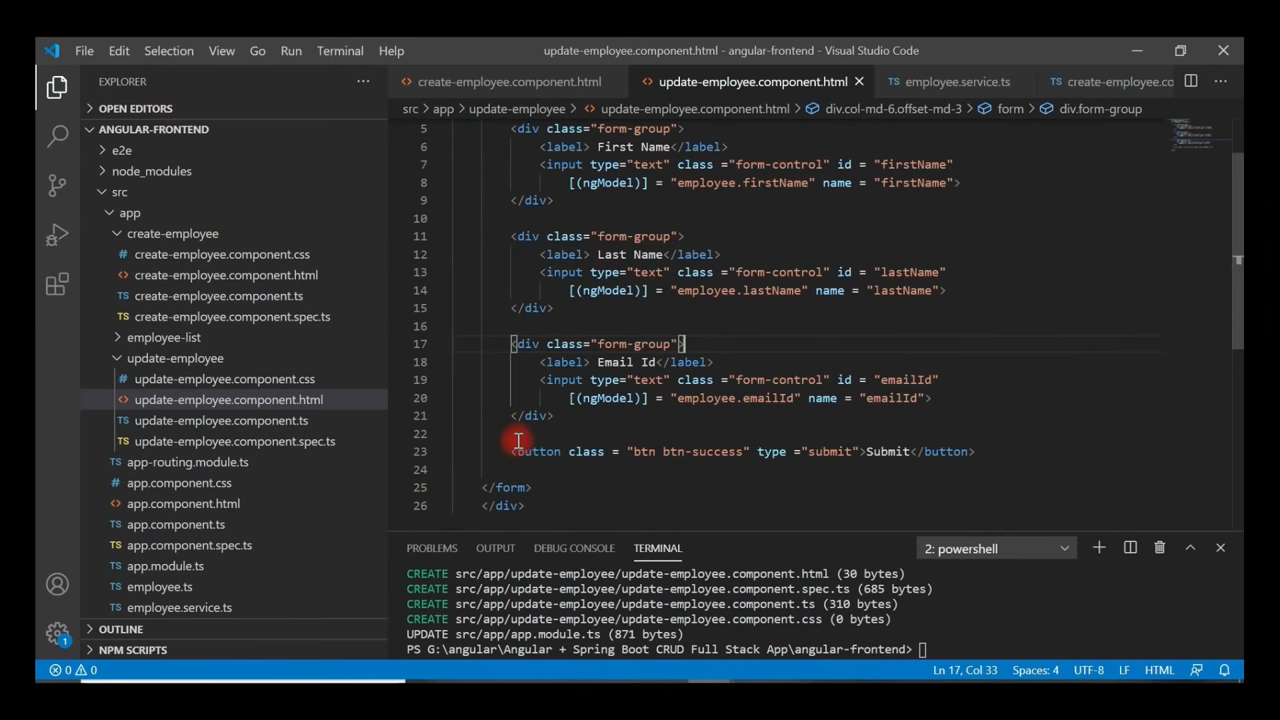 File Edit Selection View Go Run Terminal Help update-employee.component.html - angular-frontend - Visual Studio Code
EXPLORER
OPEN EDITORS
ANGULAR-FRONTEND
e2e
node_modules
src
app
create-employee
create-employee.component.css
create-employee.component.html
create-employee.component.ts
create-employee.component.spec.ts
employee-list
update-employee
update-employee.component.css
update-employee.component.html
update-employee.component.ts
update-employee.component.spec.ts
app-routing.module.ts
app.component.css
app.component.html
app.component.ts
app.component.spec.ts
app.module.ts
employee.ts
employee.service.ts
OUTLINE
NPM SCRIPTS
create-employee.component.html update-employee.component.html employee.service.ts create-employee.co
src > app > update-employee > update-employee.component.html > div.col-md-6.offset-md-3 > form > div.form-group
5 <div class="form-group">
6 <label> First Name</label>
7 <input type="text" class ="form-control" id = "firstName"
8 [(ngModel)] = "employee.firstName" name = "firstName">
9 </div>
10
11 <div class="form-group">
12 <label> Last Name</label>
13 <input type="text" class ="form-control" id = "lastName"
14 [(ngModel)] = "employee.lastName" name = "lastName">
15 </div>
16
17 <div class="form-group">
18 <label> Email Id</label>
19 <input type="text" class ="form-control" id = "emailId"
20 [(ngModel)] = "employee.emailId" name = "emailId">
21 </div>
22
23 <button class = "btn btn-success" type ="submit">Submit</button>
24
25 </form>
26 </div>
PROBLEMS OUTPUT DEBUG CONSOLE TERMINAL 2: powershell
CREATE src/app/update-employee/update-employee.component.html (30 bytes)
CREATE src/app/update-employee/update-employee.component.spec.ts (685 bytes)
CREATE src/app/update-employee/update-employee.component.ts (310 bytes)
CREATE src/app/update-employee/update-employee.component.css (0 bytes)
UPDATE src/app/app.module.ts (871 bytes)
PS G:\angular\Angular + Spring Boot CRUD Full Stack App\angular-frontend>
1
0 0 Ln 17, Col 33 Spaces: 4 UTF-8 LF HTML